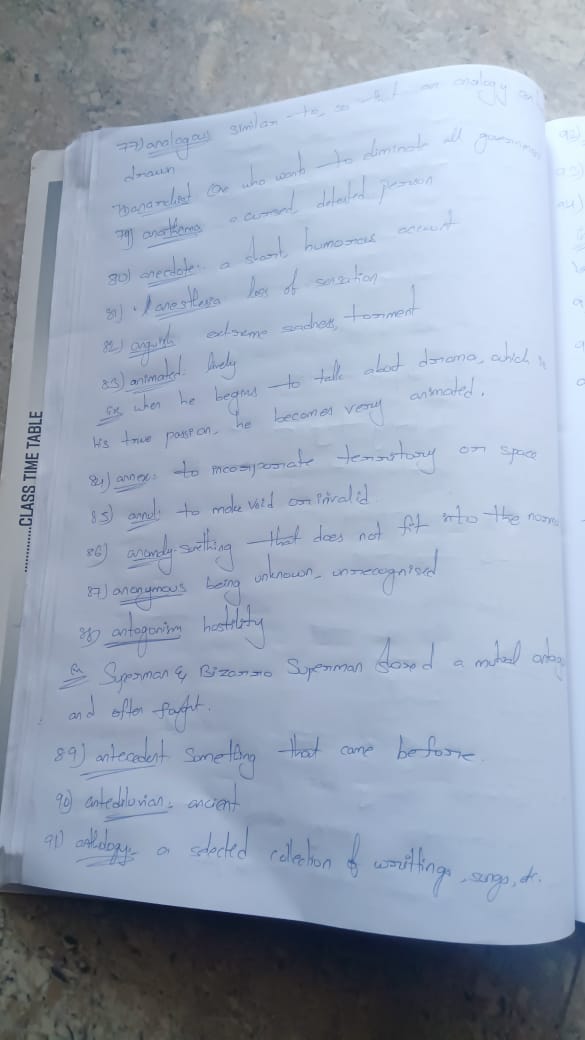 77) analogous similar to, so that an analogy can
drawn
78) anarchist One who wants to eliminate all government
79) anathema a cursed, detested person
80) anecdote: a short, humorous account
81) anesthesia loss of sensation
82) anguish extreme sadness, torment
83) animated: lively
Ex when he begins to talk about drama, which is
his true passion, he becomes very animated.
84) annex: to incorporate territory or space
85) annul: to make void or invalid
86) anomaly something that does not fit into the normal
87) anonymous being unknown, unrecognised
88) antagonism hostility
Ex Superman & Bizarro Superman shared a mutual antag
and often fought.
89) antecedent something that came before.
90) antediluvian: ancient
91) anthology: a selected collection of writtings, songs, etc.
CLASS TIME TABLE
92)
93)
94)